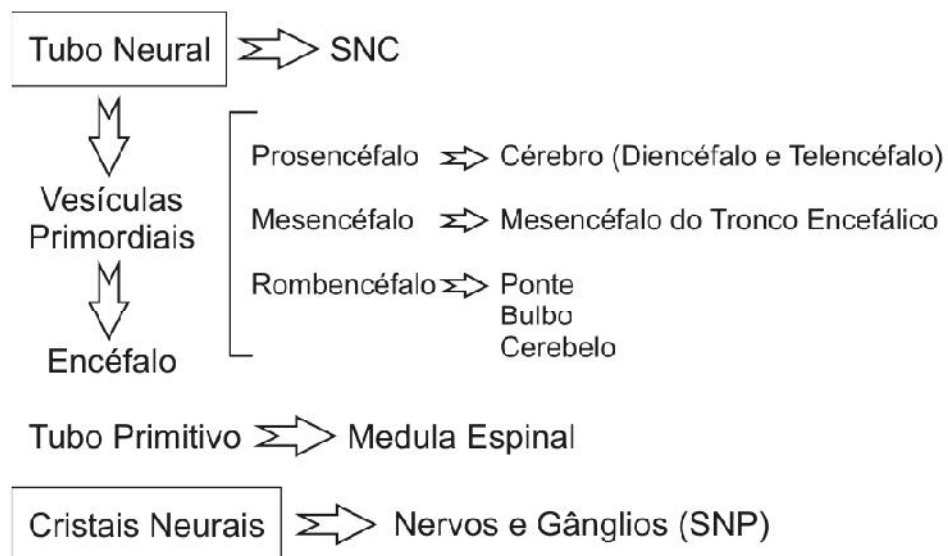 Tubo Neural SNC
Vesículas
Primordiais
Encéfalo
Prosencéfalo Cérebro (Diencéfalo e Telencéfalo)
Mesencéfalo Mesencéfalo do Tronco Encefálico
Rombencéfalo Ponte
Bulbo
Cerebelo
Tubo Primitivo Medula Espinal
Cristais Neurais Nervos e Gânglios (SNP)